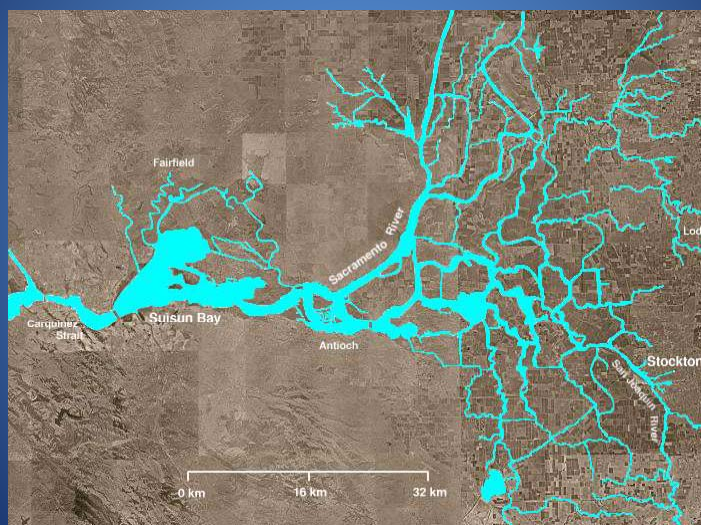 Fairfield
Sacramento River
Lod
Carquinez
Strait
Suisun Bay
Antioch
Stockton
San Joaquin River
0 km
16 km
32 km